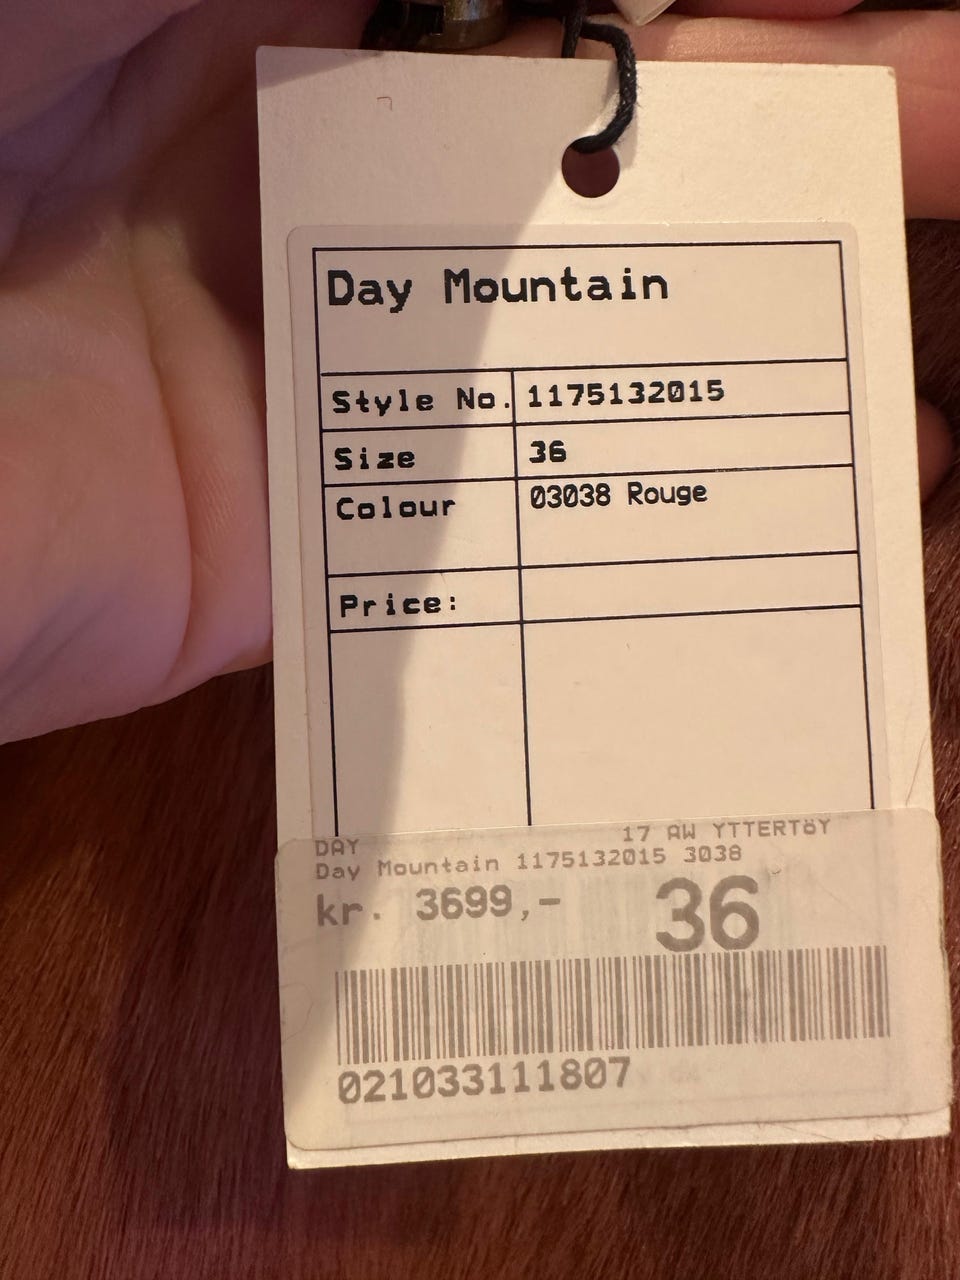 Day Mountain
Style No. 1175132015
Size 36
Colour 03038 Rouge
Price:
DAY 17 AW YTTERTöY
Day Mountain 1175132015 3038
kr. 3699,- 36
021033111807